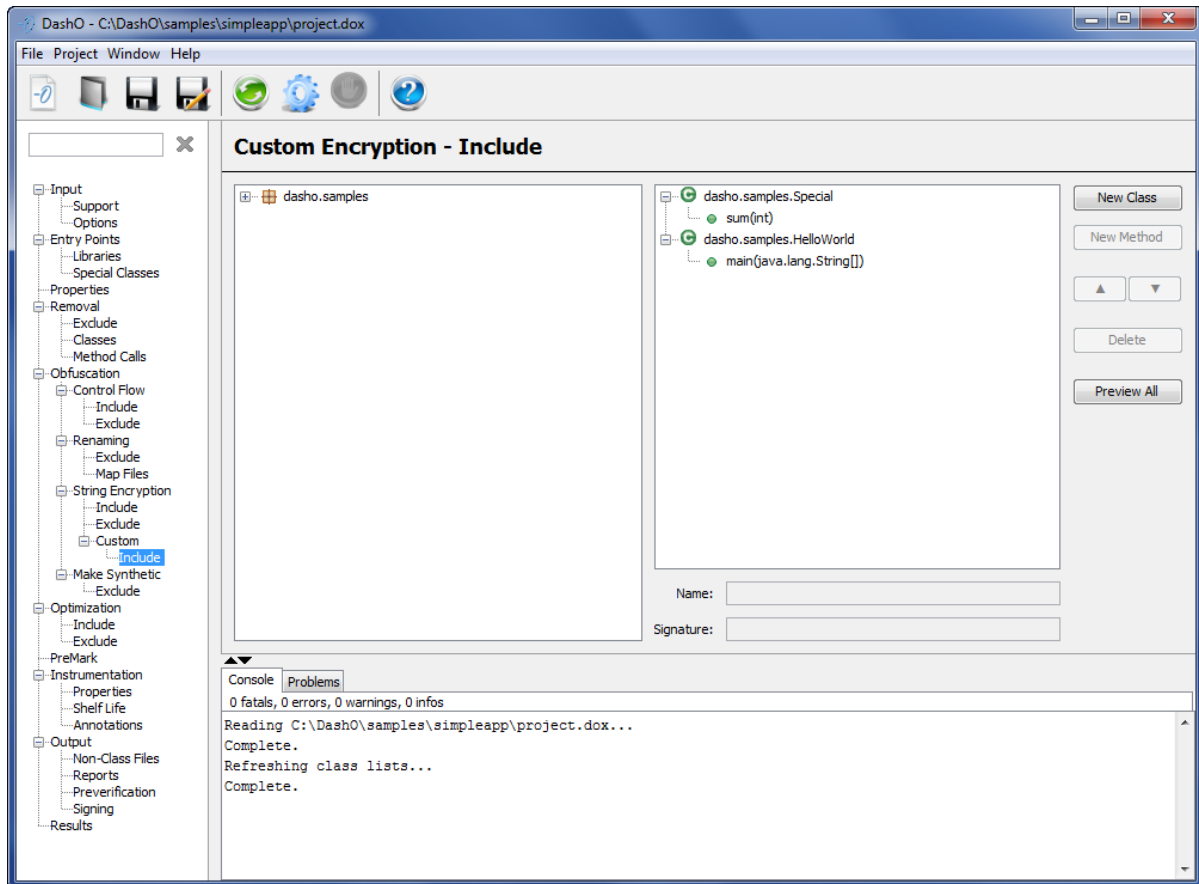 DashO - C:\DashO\samples\simpleapp\project.dox
File Project Window Help
Custom Encryption - Include
Input
Support
Options
Entry Points
Libraries
Special Classes
Properties
Removal
Exclude
Classes
Method Calls
Obfuscation
Control Flow
Include
Exclude
Renaming
Exclude
Map Files
String Encryption
Include
Exclude
Custom
Include
Make Synthetic
Exclude
Optimization
Include
Exclude
PreMark
Instrumentation
Properties
Shelf Life
Annotations
Output
Non-Class Files
Reports
Preverification
Signing
Results
dasho.samples
dasho.samples.Special
sum(int)
dasho.samples.HelloWorld
main(java.lang.String[])
New Class
New Method
Delete
Preview All
Name:
Signature:
Console Problems
0 fatals, 0 errors, 0 warnings, 0 infos
Reading C:\DashO\samples\simpleapp\project.dox...
Complete.
Refreshing class lists...
Complete.